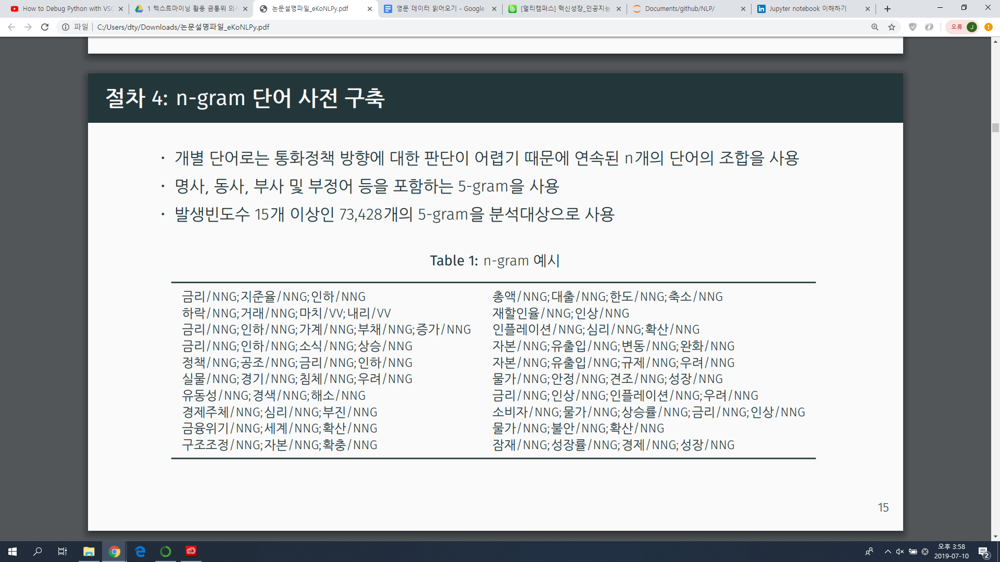 How to Debug Python with VSC
1 텍스트마이닝 활용 금통위 의사
논문설명파일_eKoNLPy.pdf
영문 데이터 읽어오기 - Google
[멀티캠퍼스] 혁신성장_인공지능
Documents/github/NLP/
Jupyter notebook 이해하기
파일
C:/Users/dty/Downloads/논문설명파일_eKoNLPy.pdf
오류 J
절차 4: n-gram 단어 사전 구축
· 개별 단어로는 통화정책 방향에 대한 판단이 어렵기 때문에 연속된 n개의 단어의 조합을 사용
· 명사, 동사, 부사 및 부정어 등을 포함하는 5-gram을 사용
· 발생빈도수 15개 이상인 73,428개의 5-gram을 분석대상으로 사용
Table 1: n-gram 예시
금리/NNG;지준율/NNG;인하/NNG 총액/NNG;대출/NNG;한도/NNG;축소/NNG
하락/NNG;거래/NNG;마치/VV;내리/VV 재할인율/NNG;인상/NNG
금리/NNG;인하/NNG;가계/NNG;부채/NNG;증가/NNG 인플레이션/NNG;심리/NNG;확산/NNG
금리/NNG;인하/NNG;소식/NNG;상승/NNG 자본/NNG;유출입/NNG;변동/NNG;완화/NNG
정책/NNG;공조/NNG;금리/NNG;인하/NNG 자본/NNG;유출입/NNG;규제/NNG;우려/NNG
실물/NNG;경기/NNG;침체/NNG;우려/NNG 물가/NNG;안정/NNG;견조/NNG;성장/NNG
유동성/NNG;경색/NNG;해소/NNG 금리/NNG;인상/NNG;인플레이션/NNG;우려/NNG
경제주체/NNG;심리/NNG;부진/NNG 소비자/NNG;물가/NNG;상승률/NNG;금리/NNG;인상/NNG
금융위기/NNG;세계/NNG;확산/NNG 물가/NNG;불안/NNG;확산/NNG
구조조정/NNG;자본/NNG;확충/NNG 잠재/NNG;성장률/NNG;경제/NNG;성장/NNG
15
오후 3:58
2019-07-10
2